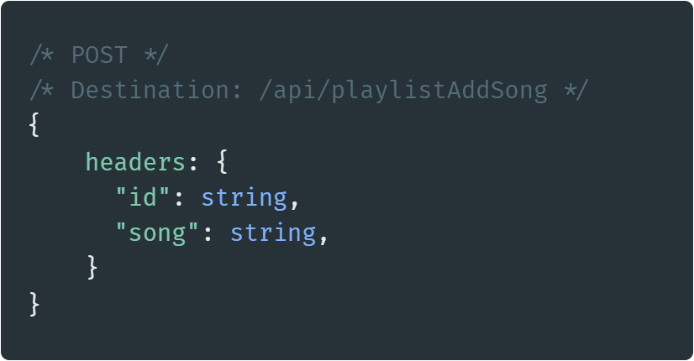 /* POST */
/* Destination: /api/playlistAddSong */
{
    headers: {
      "id": string,
      "song": string,
    }
}